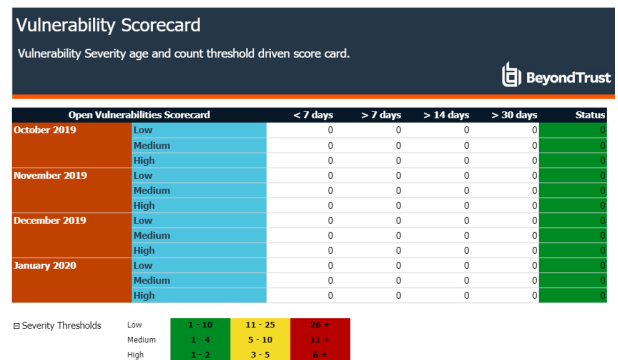 Vulnerability Scorecard
Vulnerability Severity age and count threshold driven score card.
BeyondTrust
Open Vulnerabilities Scorecard < 7 days > 7 days > 14 days > 30 days Status
October 2019 Low 0 0 0 0 0
Medium 0 0 0 0 0
High 0 0 0 0 0
November 2019 Low 0 0 0 0 0
Medium 0 0 0 0 0
High 0 0 0 0 0
December 2019 Low 0 0 0 0 0
Medium 0 0 0 0 0
High 0 0 0 0 0
January 2020 Low 0 0 0 0 0
Medium 0 0 0 0 0
High 0 0 0 0 0
Severity Thresholds Low 1 - 10 11 - 25 26 +
Medium 1 - 4 5 - 10 11 +
High 1 - 2 3 - 5 6 +